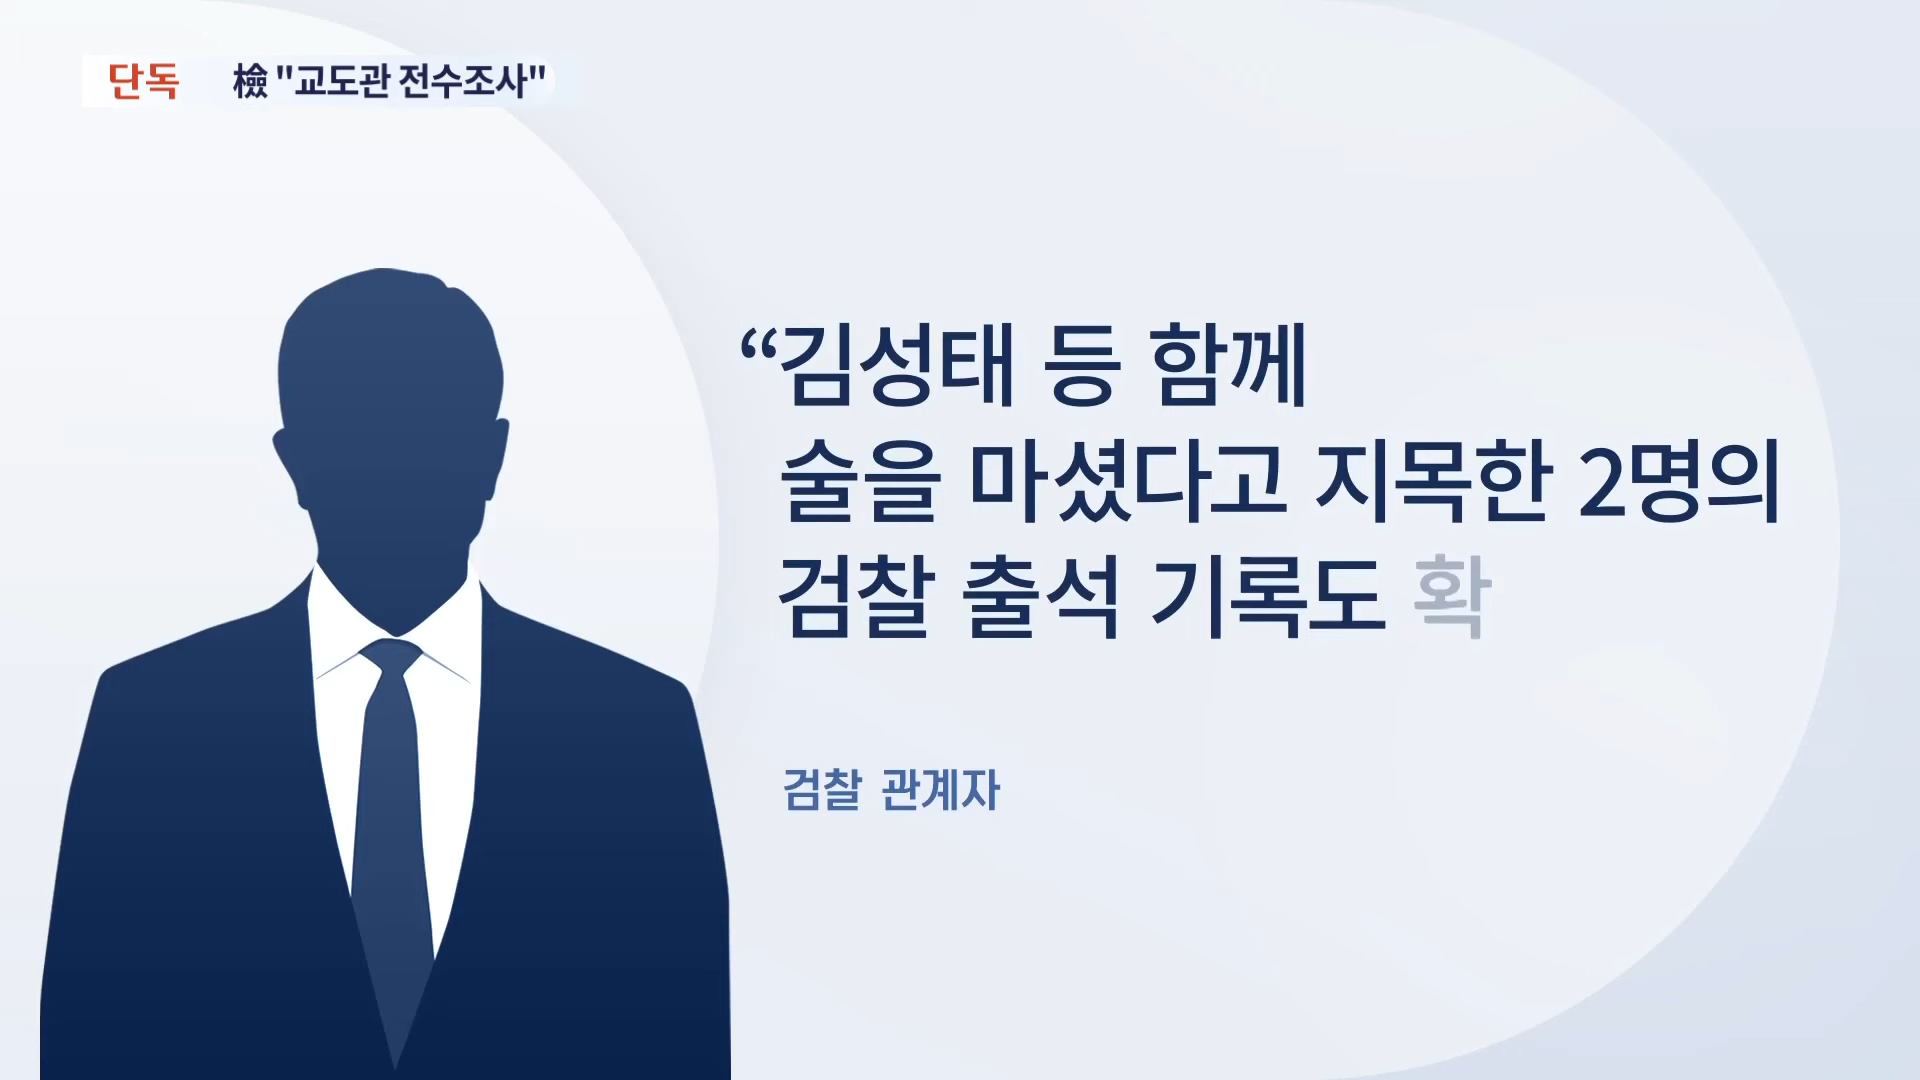 단독 檢 "교도관 전수조사"
“김성태 등 함께
술을 마셨다고 지목한 2명의
검찰 출석 기록도 확
검찰 관계자